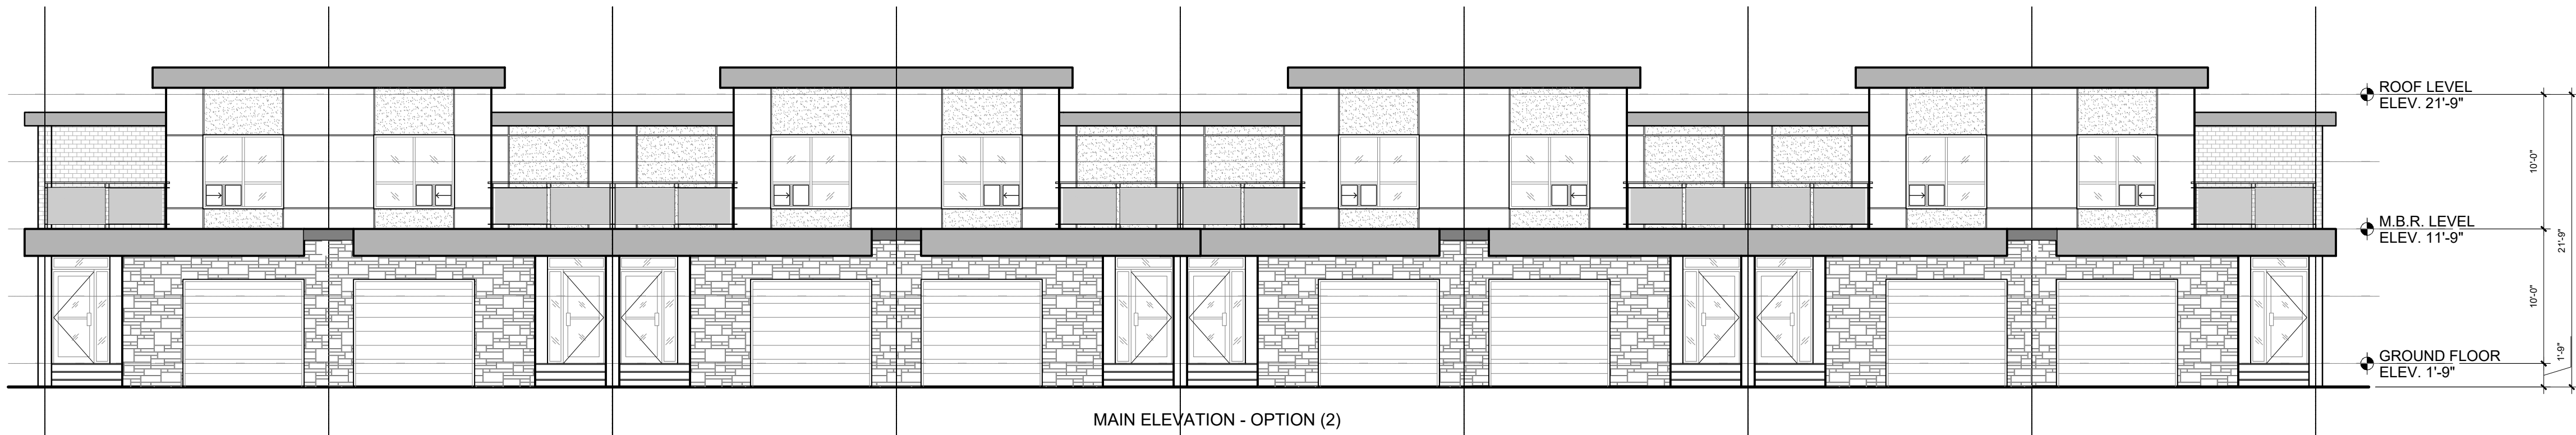 ROOF LEVEL
ELEV. 21'-9"
10'-0"
M.B.R. LEVEL
ELEV. 11'-9"
21'-9"
10'-0"
GROUND FLOOR
ELEV. 1'-9"
1'-9"
MAIN ELEVATION - OPTION (2)